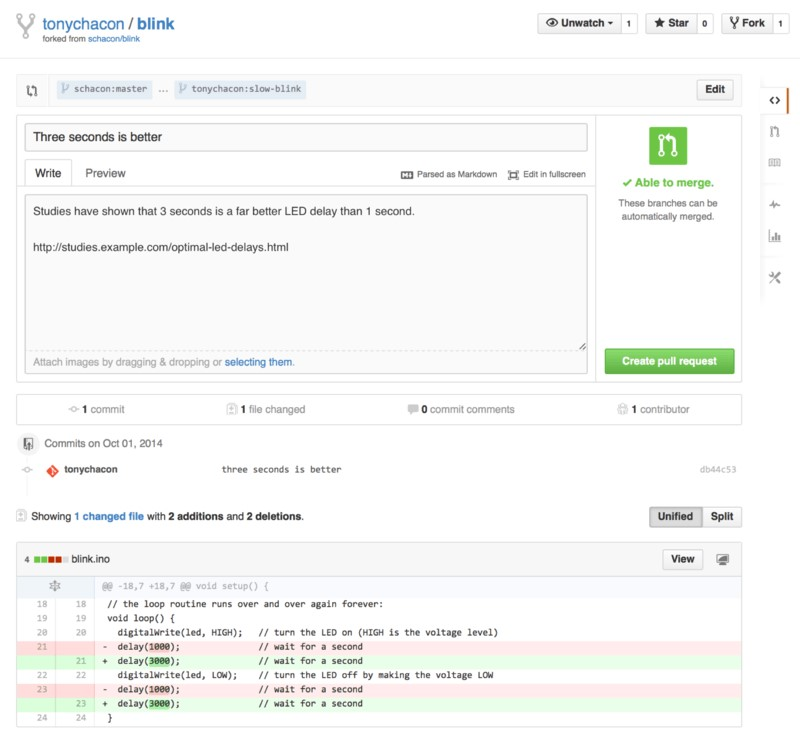 tonychacon / blink
forked from schacon/blink
Unwatch 1 Star 0 Fork 1
schacon:master ... tonychacon:slow-blink Edit
Three seconds is better
Write Preview Parsed as Markdown Edit in fullscreen
Studies have shown that 3 seconds is a far better LED delay than 1 second.
http://studies.example.com/optimal-led-delays.html
Attach images by dragging & dropping or selecting them.
Able to merge.
These branches can be
automatically merged.
Create pull request
1 commit 1 file changed 0 commit comments 1 contributor
Commits on Oct 01, 2014
tonychacon three seconds is better db44c53
Showing 1 changed file with 2 additions and 2 deletions. Unified Split
4 blink.ino View
@@ -18,7 +18,7 @@ void setup() {
18 18 // the loop routine runs over and over again forever:
19 19 void loop() {
20 20 digitalWrite(led, HIGH); // turn the LED on (HIGH is the voltage level)
21 - delay(1000); // wait for a second
21 + delay(3000); // wait for a second
22 22 digitalWrite(led, LOW); // turn the LED off by making the voltage LOW
23 - delay(1000); // wait for a second
23 + delay(3000); // wait for a second
24 24 }